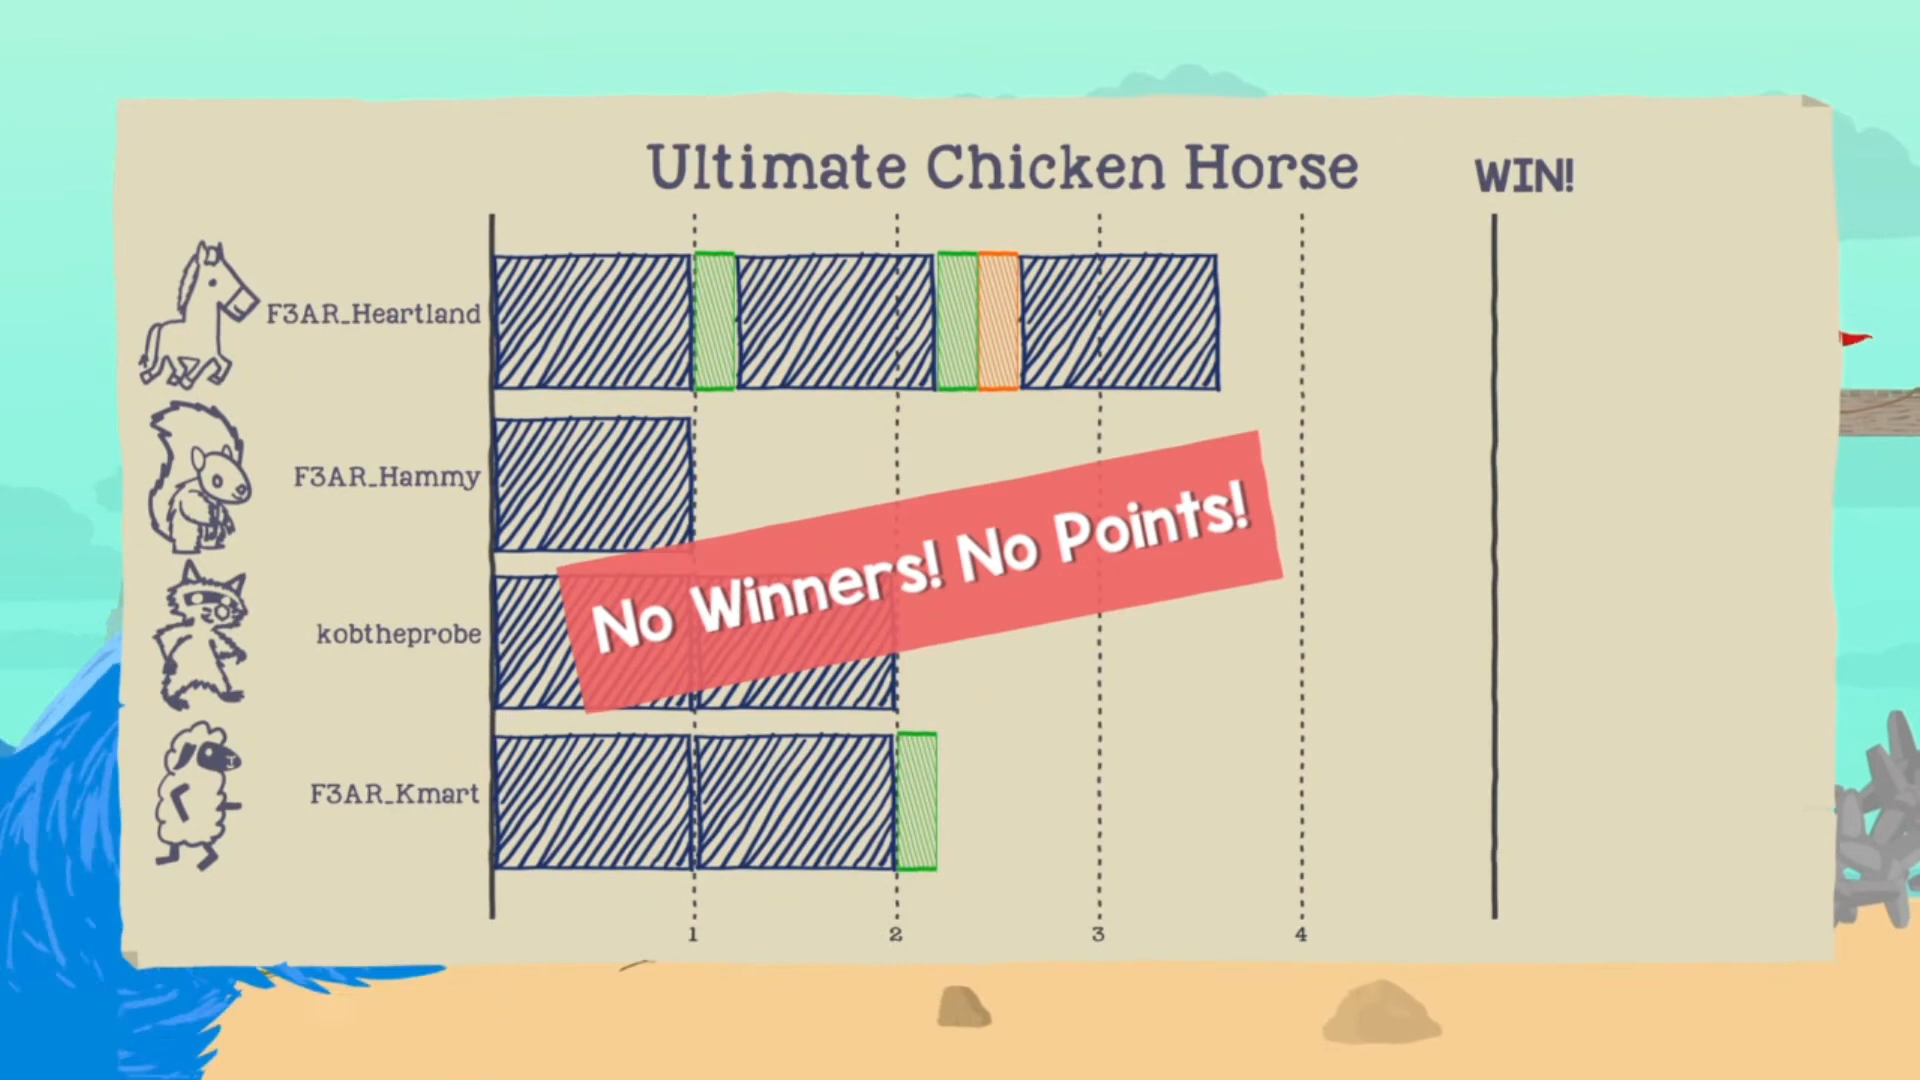 Ultimate Chicken Horse
WIN!
F3AR_Heartland
F3AR_Hammy
No Winners! No Points!
kobtheprobe
F3AR_Kmart
1 2 3 4